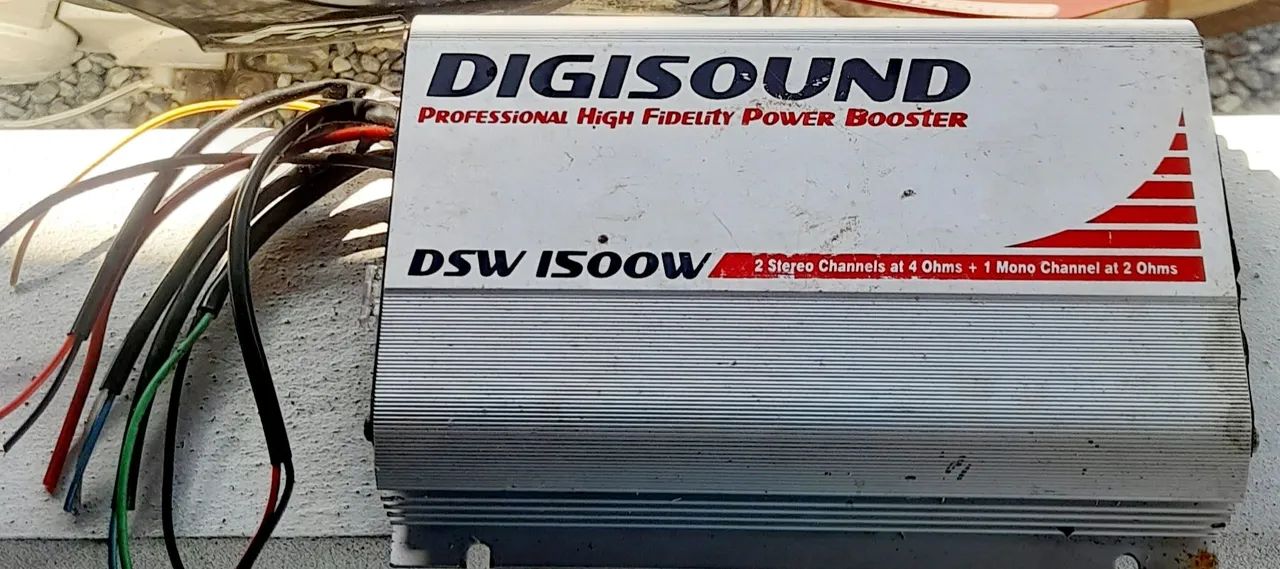 DIGISOUND
PROFESSIONAL HIGH FIDELITY POWER BOOSTER
DSW 1500W
2 Stereo Channels at 4 Ohms + 1 Mono Channel at 2 Ohms